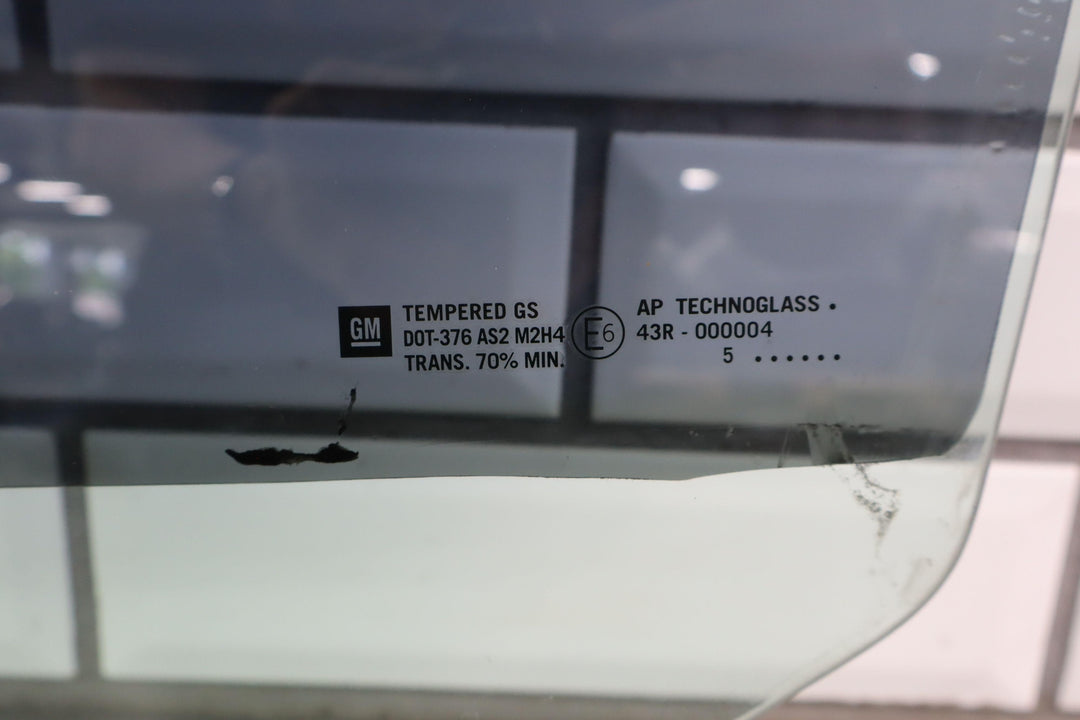 GM
TEMPERED GS
DOT-376 AS2 M2H4
TRANS. 70% MIN.
E6
AP TECHNOGLASS .
43R - 000004
5 ......